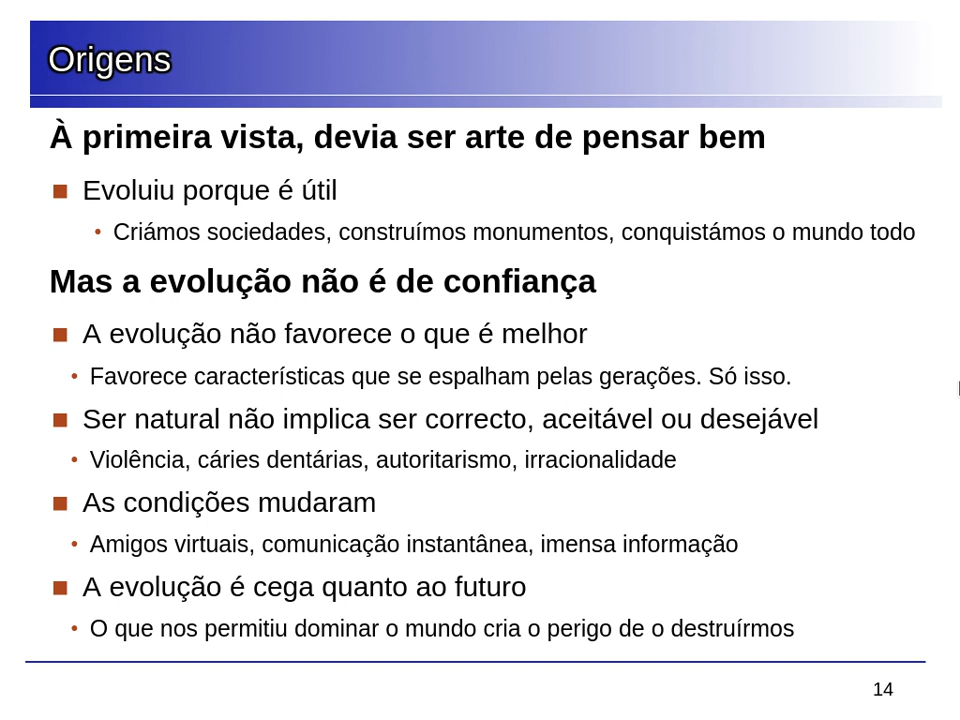 Origens
À primeira vista, devia ser arte de pensar bem
Evoluiu porque é útil
Criámos sociedades, construímos monumentos, conquistámos o mundo todo
Mas a evolução não é de confiança
A evolução não favorece o que é melhor
Favorece características que se espalham pelas gerações. Só isso.
Ser natural não implica ser correcto, aceitável ou desejável
Violência, cáries dentárias, autoritarismo, irracionalidade
As condições mudaram
Amigos virtuais, comunicação instantânea, imensa informação
A evolução é cega quanto ao futuro
O que nos permitiu dominar o mundo cria o perigo de o destruírmos
14